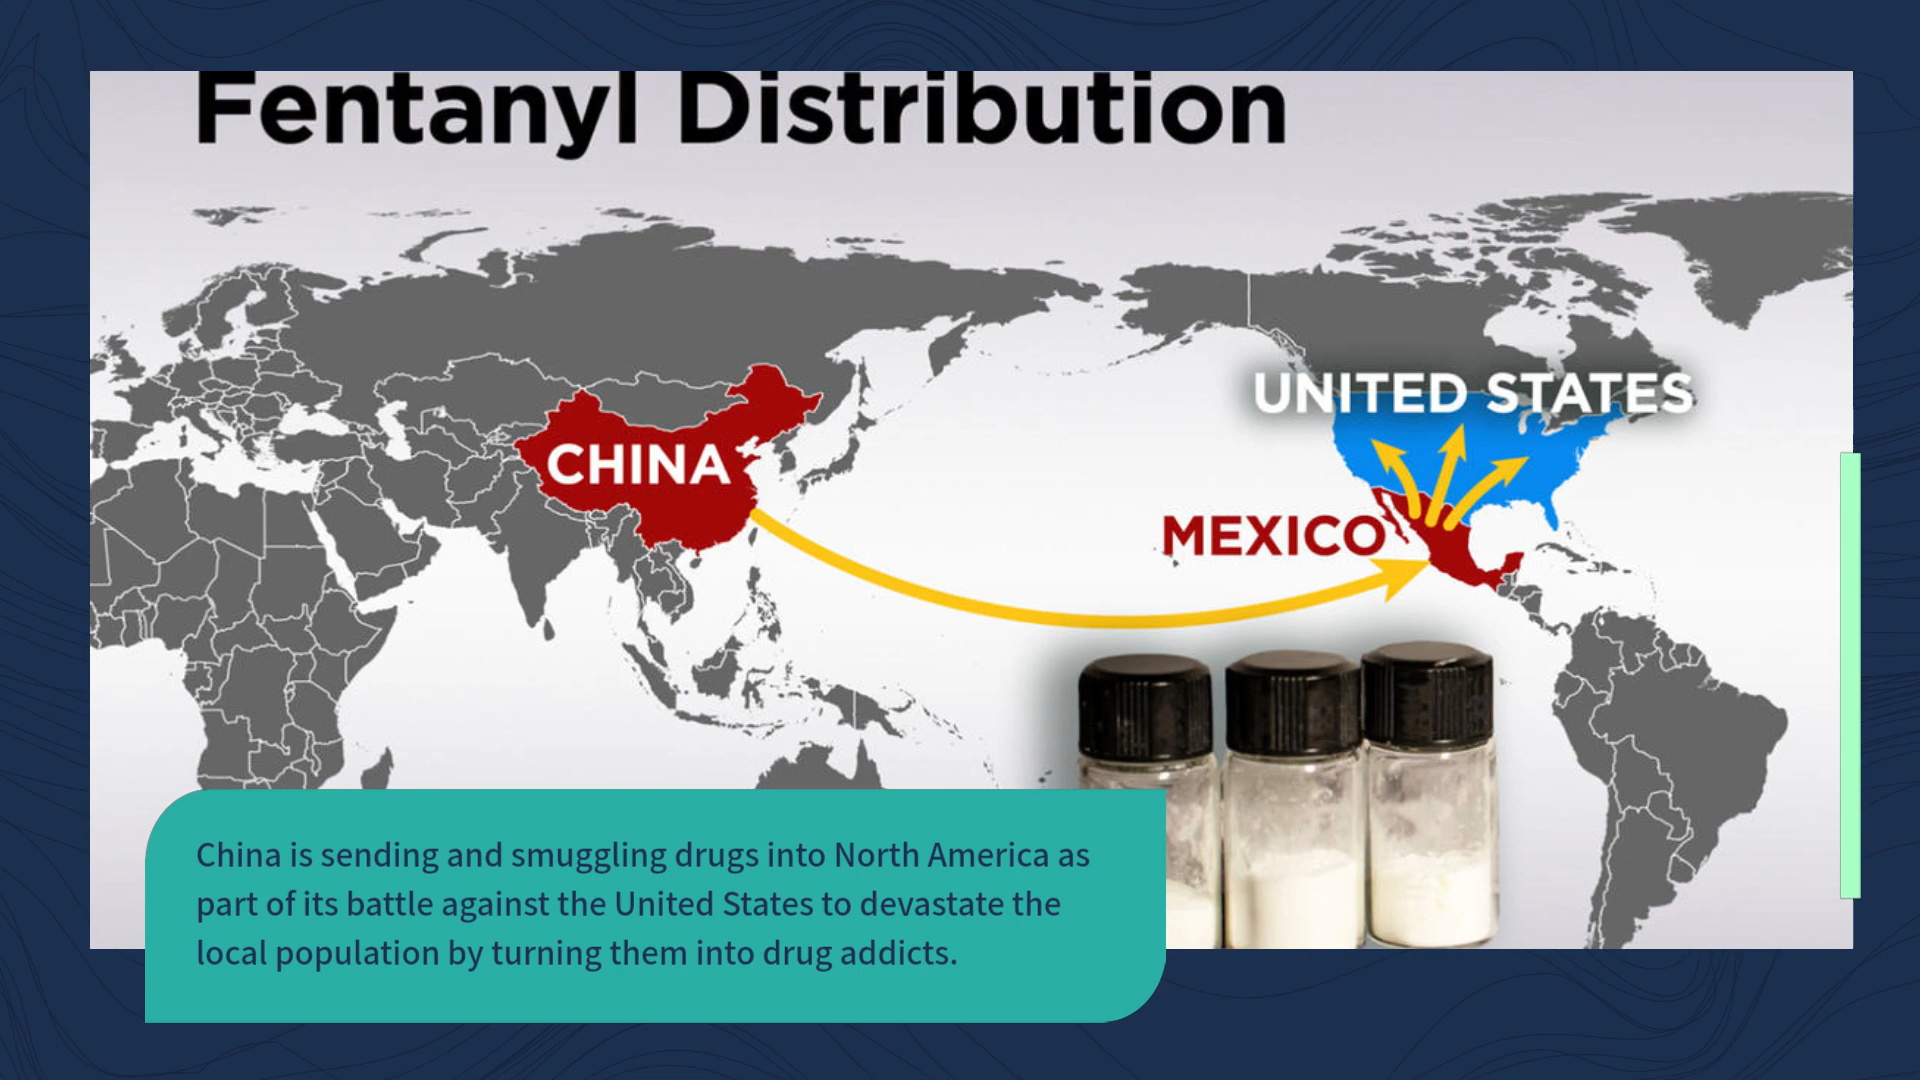 Fentanyl Distribution
UNITED STATES
CHINA
MEXICO
China is sending and smuggling drugs into North America as
part of its battle against the United States to devastate the
local population by turning them into drug addicts.